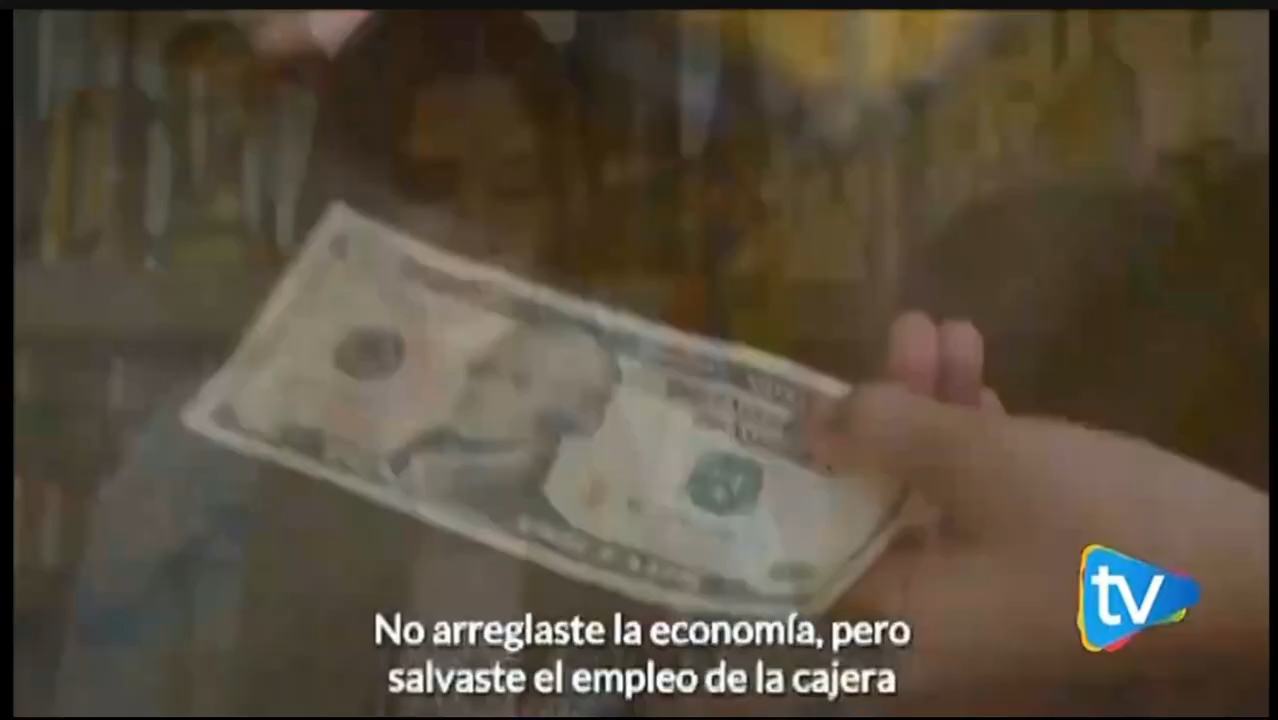 tv
No arreglaste la economía, pero
salvaste el empleo de la cajera